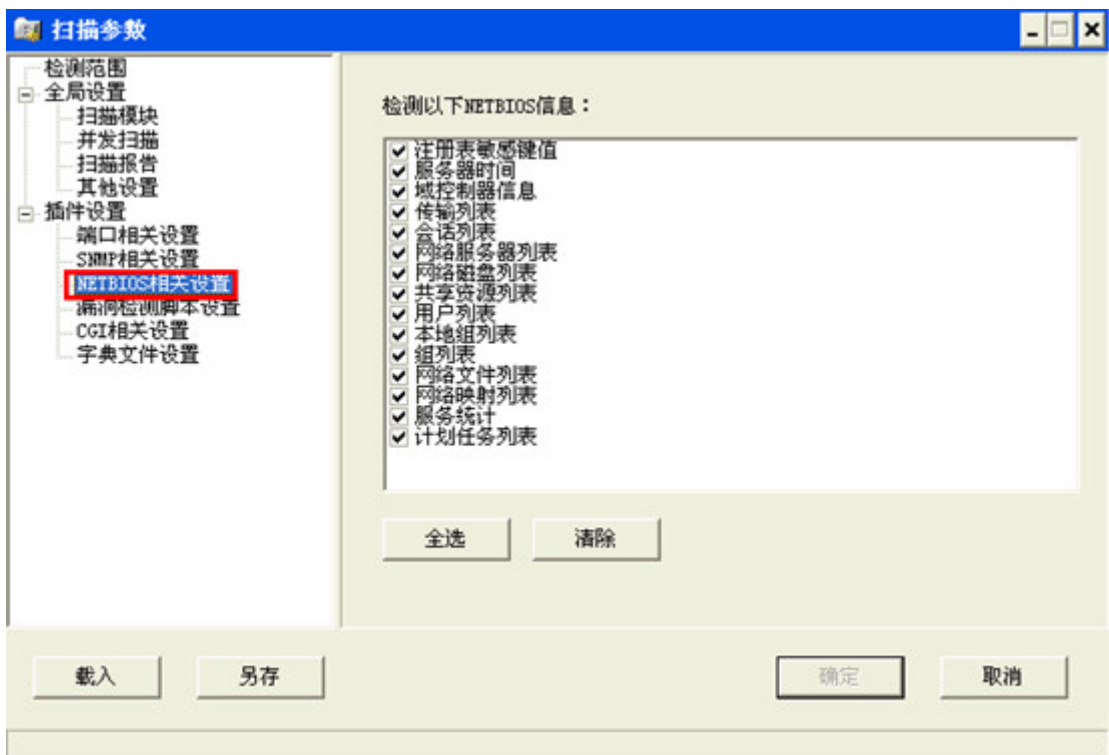 扫描参数
检测范围
全局设置
扫描模块
并发扫描
扫描报告
其他设置
插件设置
端口相关设置
SNMP相关设置
NETBIOS相关设置
漏洞检测脚本设置
CGI相关设置
字典文件设置
检测以下NETBIOS信息：
注册表敏感键值
服务器时间
域控制器信息
传输列表
会话列表
网络服务器列表
网络磁盘列表
共享资源列表
用户列表
本地组列表
组列表
网络文件列表
网络映射列表
服务统计
计划任务列表
全选 清除
载入 另存 确定 取消